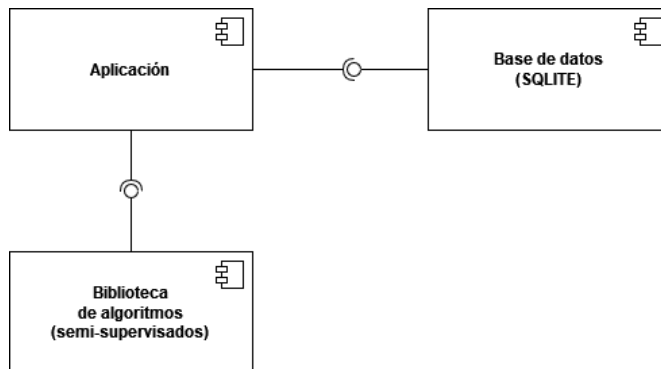 Aplicación
Base de datos
(SQLITE)
Biblioteca
de algoritmos
(semi-supervisados)